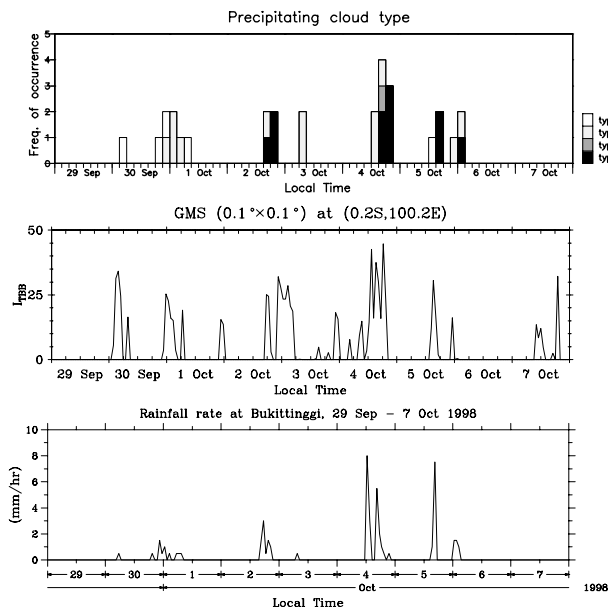 Precipitating cloud type
5
4
3
2
1
0
Freq. of occurrence
29 Sep 30 Sep 1 Oct 2 Oct 3 Oct 4 Oct 5 Oct 6 Oct 7 Oct
Local Time
ty
ty
ty
ty
GMS (0.1°×0.1°) at (0.2S,100.2E)
50
25
0
I_TBB
29 Sep 30 Sep 1 Oct 2 Oct 3 Oct 4 Oct 5 Oct 6 Oct 7 Oct
Local Time
Rainfall rate at Bukittinggi, 29 Sep – 7 Oct 1998
10
8
6
4
2
0
(mm/hr)
29 30 1 2 3 4 5 6 7
Oct 1998
Local Time